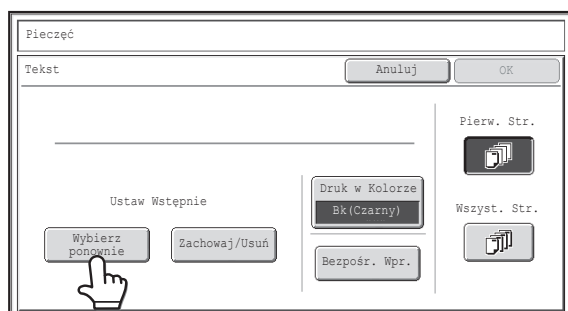 Pieczęć
Tekst
Anuluj
OK
Pierw. Str.
Ustaw Wstępnie
Druk w Kolorze
Bk(Czarny)
Wszyst. Str.
Wybierz
ponownie
Zachowaj/Usuń
Bezpośr. Wpr.